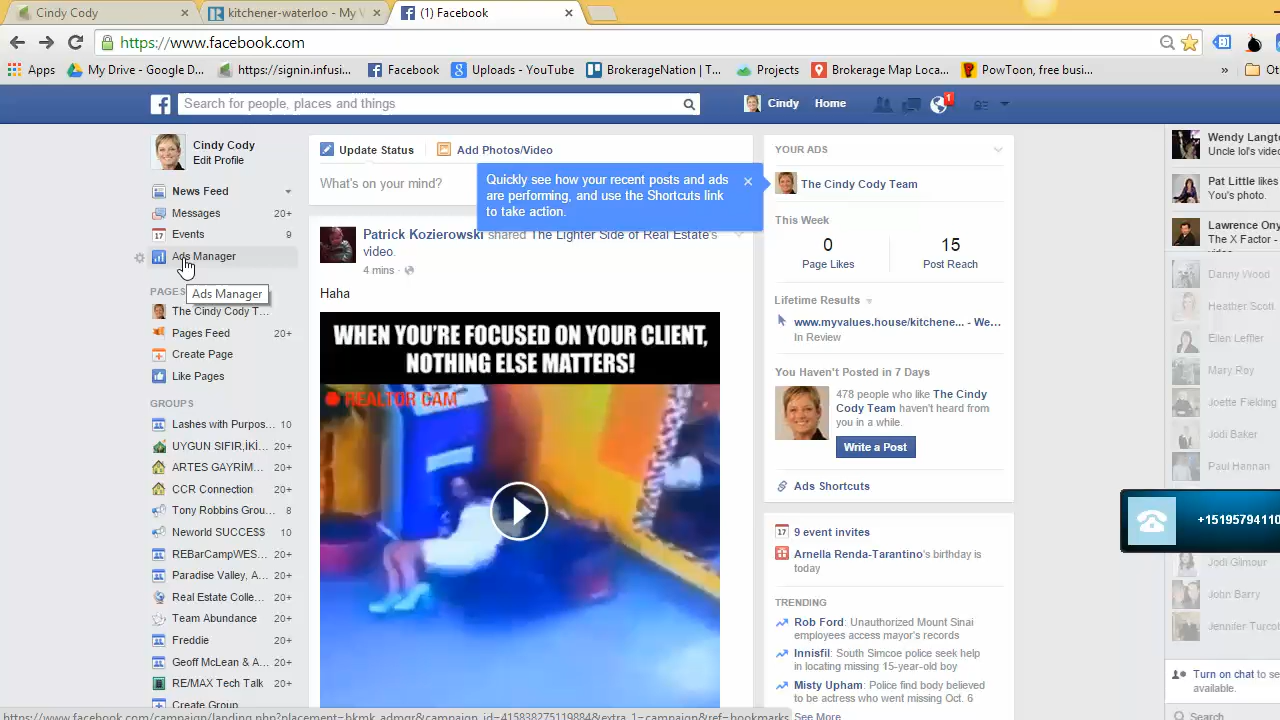 Cindy Cody
kitchener-waterloo - My V
(1) Facebook
https://www.facebook.com
Apps
My Drive - Google D...
https://signin.infusi...
Facebook
Uploads - YouTube
BrokerageNation | T...
Projects
Brokerage Map Loca...
PowToon, free busi...
»
Search for people, places and things
Cindy
Home
1
Cindy Cody
Edit Profile
News Feed
Messages 20+
Events 9
Ads Manager
Ads Manager
PAGES
The Cindy Cody T...
Pages Feed 20+
Create Page
Like Pages
GROUPS
Lashes with Purpos... 10
UYGUN SIFIR,İKİ... 20+
ARTES GAYRİM... 20+
CCR Connection 20+
Tony Robbins Grou... 8
Neworld SUCCE$$ 10
REBarCampWES... 20+
Paradise Valley, A... 20+
Real Estate Colle... 20+
Team Abundance 20+
Freddie 20+
Geoff McLean & A... 20+
RE/MAX Tech Talk 20+
Create Group
Update Status
Add Photos/Video
What's on your mind?
Quickly see how your recent posts and ads
are performing, and use the Shortcuts link
to take action.
Patrick Kozierowski shared The Lighter Side of Real Estate's
video.
4 mins ·
Haha
WHEN YOU'RE FOCUSED ON YOUR CLIENT,
NOTHING ELSE MATTERS!
REALTOR CAM
YOUR ADS
The Cindy Cody Team
This Week
0
Page Likes
15
Post Reach
Lifetime Results
www.myvalues.house/kitchene... - We...
In Review
You Haven't Posted in 7 Days
478 people who like The Cindy
Cody Team haven't heard from
you in a while.
Write a Post
Ads Shortcuts
9 event invites
Arnella Renda-Tarantino's birthday is
today
TRENDING
Rob Ford: Unauthorized Mount Sinai
employees access mayor's records
Innisfil: South Simcoe police seek help
in locating missing 15-year-old boy
Misty Upham: Police find body believed
to be actress who went missing Oct. 6
See More
Wendy Langt
Uncle lol's video
Pat Little likes
You's photo.
Lawrence Ony
The X Factor -
Danny Wood
Heather Scott
Ellen Leffler
Mary Roy
Joette Fielding
Jodi Baker
Paul Hannan
+1519579411
Jodi Gilmour
John Barry
Jennifer Turcot
Turn on chat to se
available.
Search